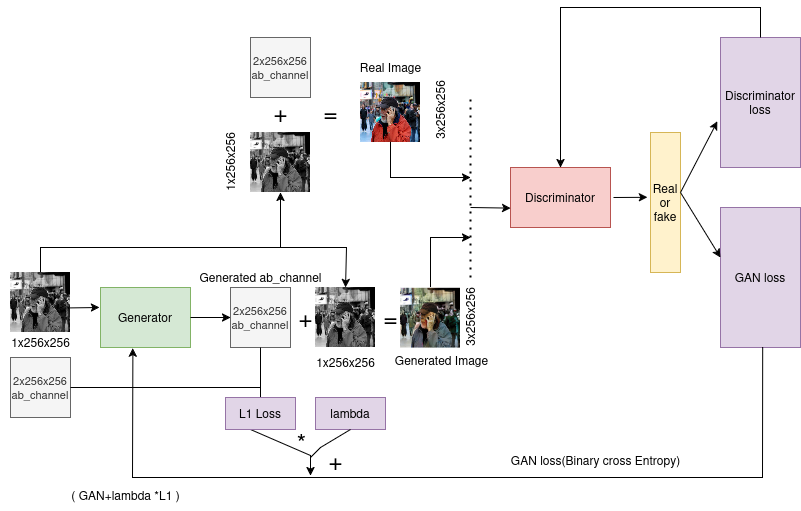 2x256x256
ab_channel
+
=
Real Image
3x256x256
1x256x256
Discriminator
Real
or
fake
Discriminator
loss
GAN loss
1x256x256
Generator
Generated ab_channel
2x256x256
ab_channel
+
1x256x256
=
3x256x256
Generated Image
2x256x256
ab_channel
L1 Loss
lambda
*
+
GAN loss(Binary cross Entropy)
( GAN+lambda *L1 )